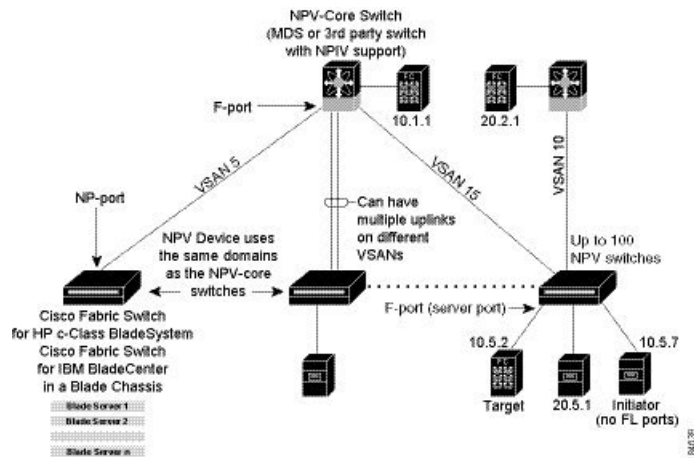 NPV-Core Switch
(MDS or 3rd party switch
with NPIV support)
F-port
FC
10.1.1
FC
20.2.1
VSAN 5
VSAN 15
VSAN 10
NP-port
Can have
multiple uplinks
on different
VSANs
NPV Device uses
the same domains
as the NPV-core
switches
Up to 100
NPV switches
Cisco Fabric Switch
for HP c-Class BladeSystem
Cisco Fabric Switch
for IBM BladeCenter
in a Blade Chassis
F-port (server port)
10.5.2
10.5.7
FC
Target
20.5.1
Initiator
(no FL ports)
Blade Server 1
Blade Server 2
Blade Server n